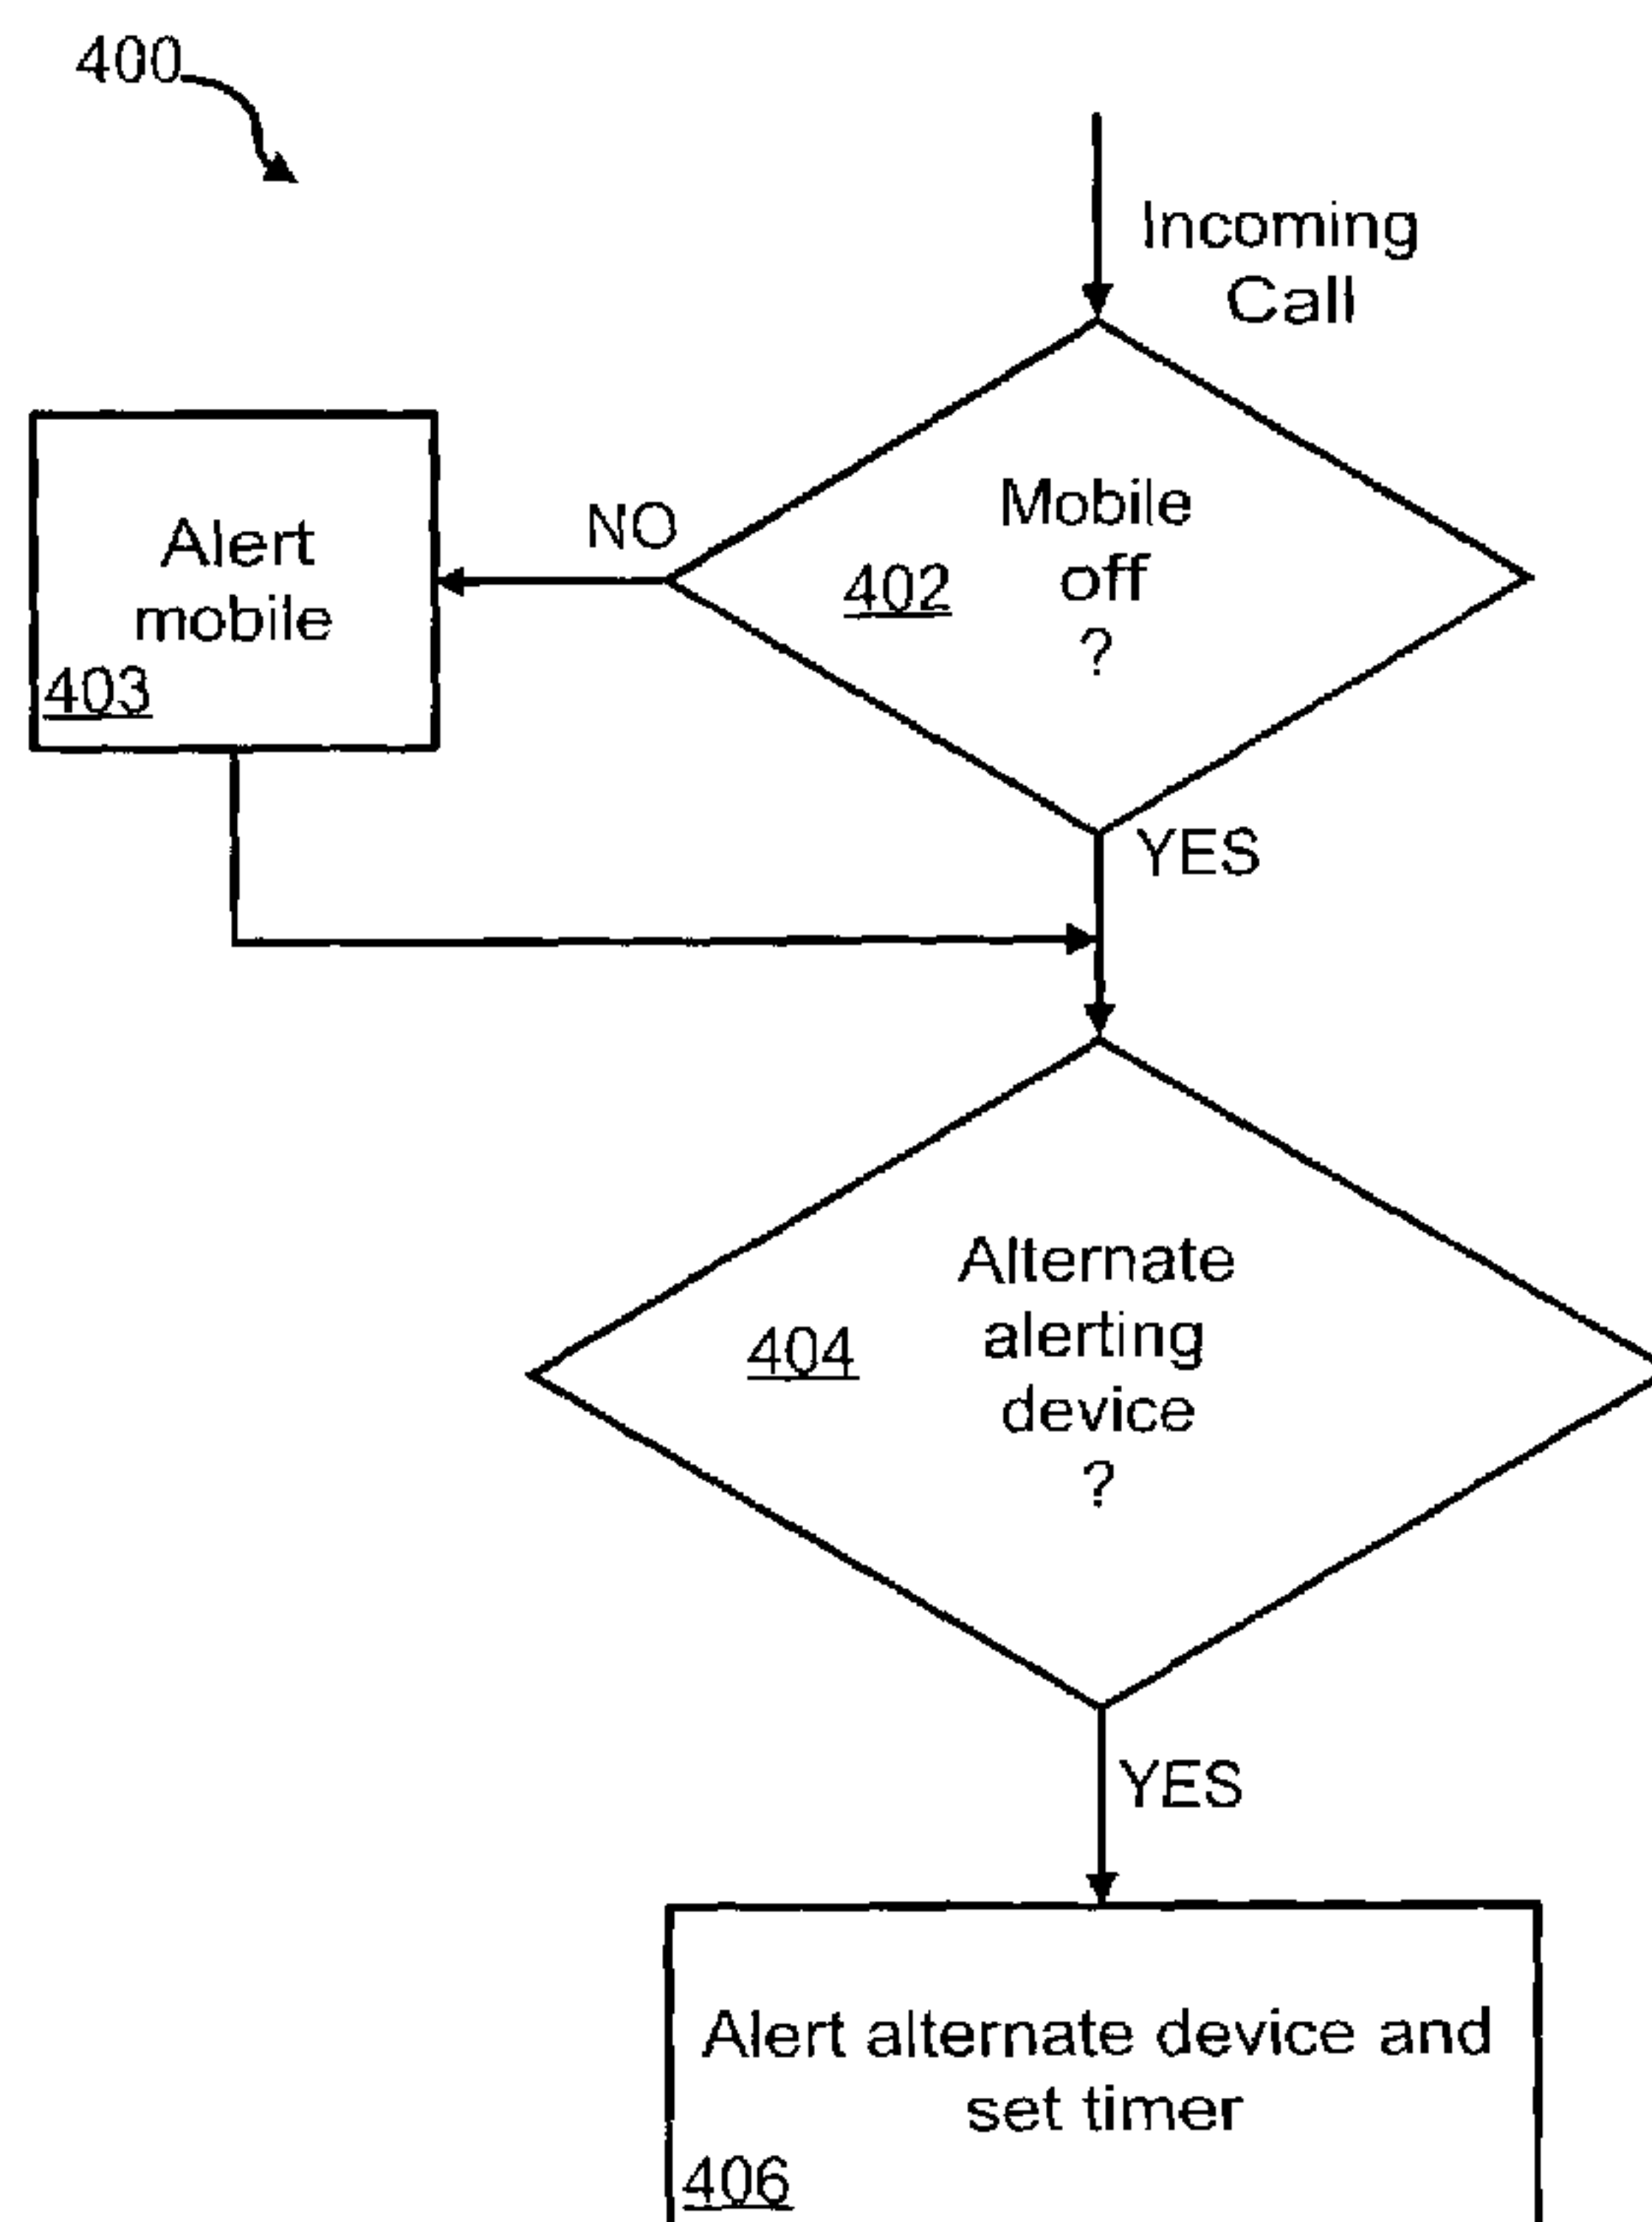 400
Incoming
Call
Mobile
off
?
402
NO
Alert
mobile
403
YES
Alternate
alerting
device
?
404
YES
Alert alternate device and
set timer
406